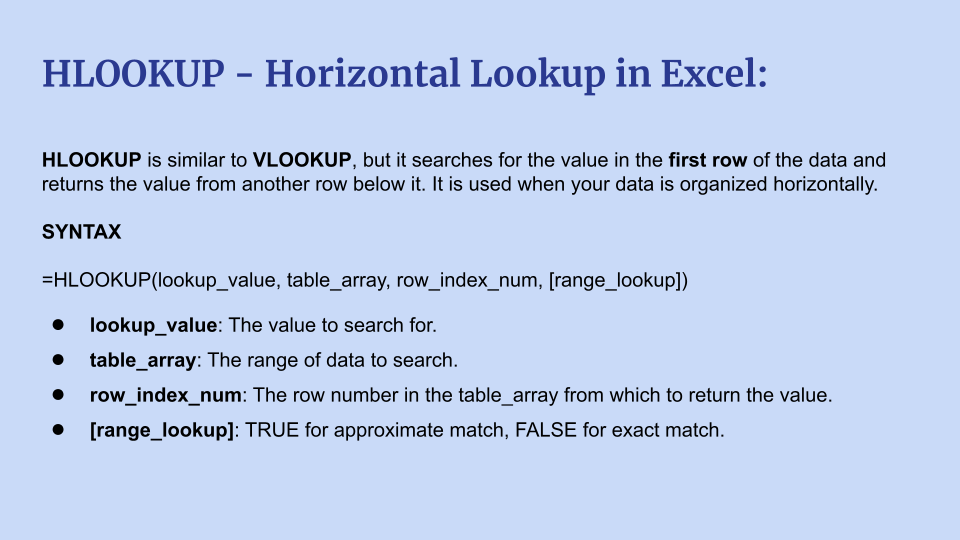 HLOOKUP - Horizontal Lookup in Excel:
HLOOKUP is similar to VLOOKUP, but it searches for the value in the first row of the data and
returns the value from another row below it. It is used when your data is organized horizontally.
SYNTAX
=HLOOKUP(lookup_value, table_array, row_index_num, [range_lookup])
● lookup_value: The value to search for.
● table_array: The range of data to search.
● row_index_num: The row number in the table_array from which to return the value.
● [range_lookup]: TRUE for approximate match, FALSE for exact match.